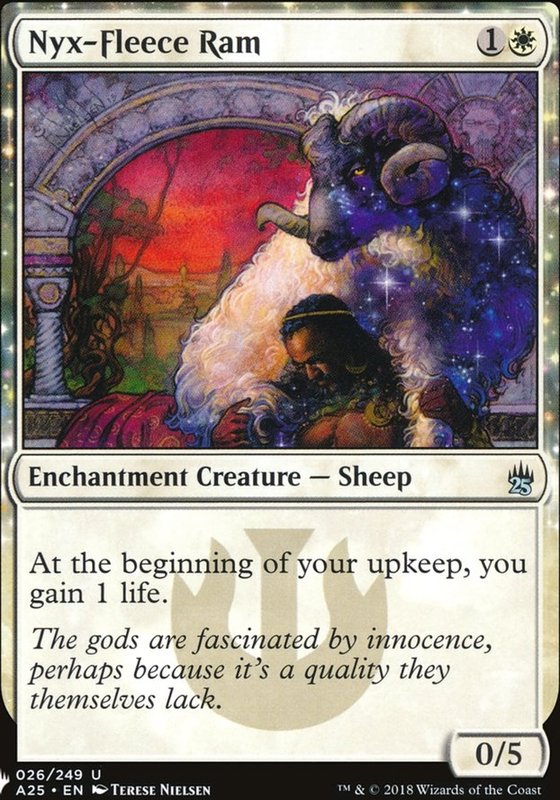 Nyx-Fleece Ram 1
Enchantment Creature — Sheep
25
At the beginning of your upkeep, you
gain 1 life.
The gods are fascinated by innocence,
perhaps because it's a quality they
themselves lack.
0/5
026/249 U
A25 • EN Terese Nielsen
™ & © 2018 Wizards of the Coast